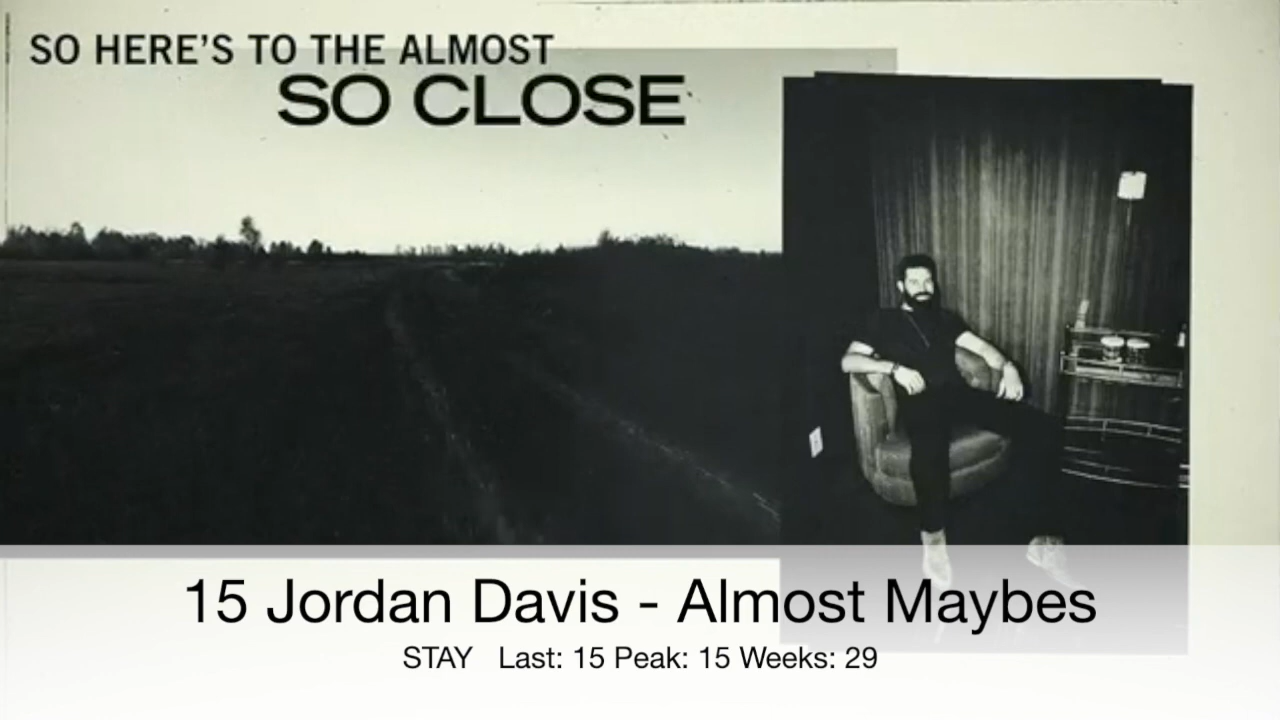 SO HERE'S TO THE ALMOST
SO CLOSE
15 Jordan Davis - Almost Maybes
STAY Last: 15 Peak: 15 Weeks: 29